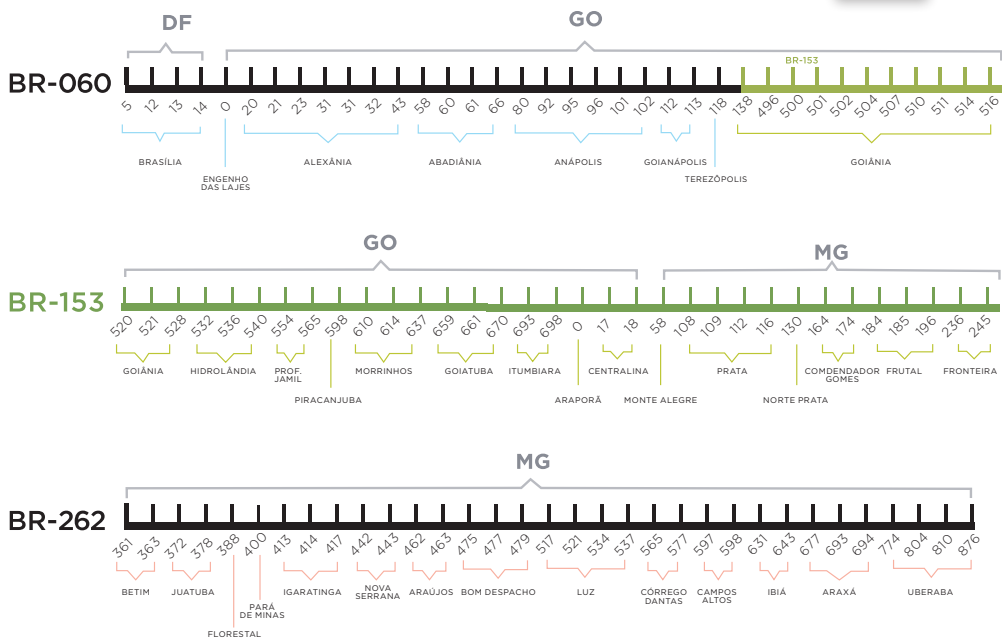 DF
GO
BR-060
BR-153
5 12 13 14 0 20 21 23 31 31 32 43 58 60 61 66 80 92 95 96 101 102 112 113 118 138 496 500 501 502 504 507 510 511 514 516
BRASÍLIA
ALEXÂNIA
ABADIÂNIA
ANÁPOLIS
GOIANÁPOLIS
GOIÂNIA
ENGENHO
DAS LAJES
TEREZÓPOLIS
GO
MG
BR-153
520 521 528 532 536 540 554 565 598 610 614 637 659 661 670 693 698 0 17 18 58 108 109 112 116 130 164 174 184 185 196 236 245
GOIÂNIA
HIDROLÂNDIA
PROF.
JAMIL
MORRINHOS
GOIATUBA
ITUMBIARA
CENTRALINA
PRATA
COMDENDADOR
GOMES
FRUTAL
FRONTEIRA
PIRACANJUBA
ARAPORÃ
MONTE ALEGRE
NORTE PRATA
MG
BR-262
361 363 372 378 388 400 413 414 417 442 443 462 463 475 477 479 517 521 534 537 565 577 597 598 631 643 677 693 694 774 804 810 876
BETIM
JUATUBA
IGARATINGA
NOVA
SERRANA
ARAÚJOS
BOM DESPACHO
LUZ
CÓRREGO
DANTAS
CAMPOS
ALTOS
IBIÁ
ARAXÁ
UBERABA
PARÁ
DE MINAS
FLORESTAL